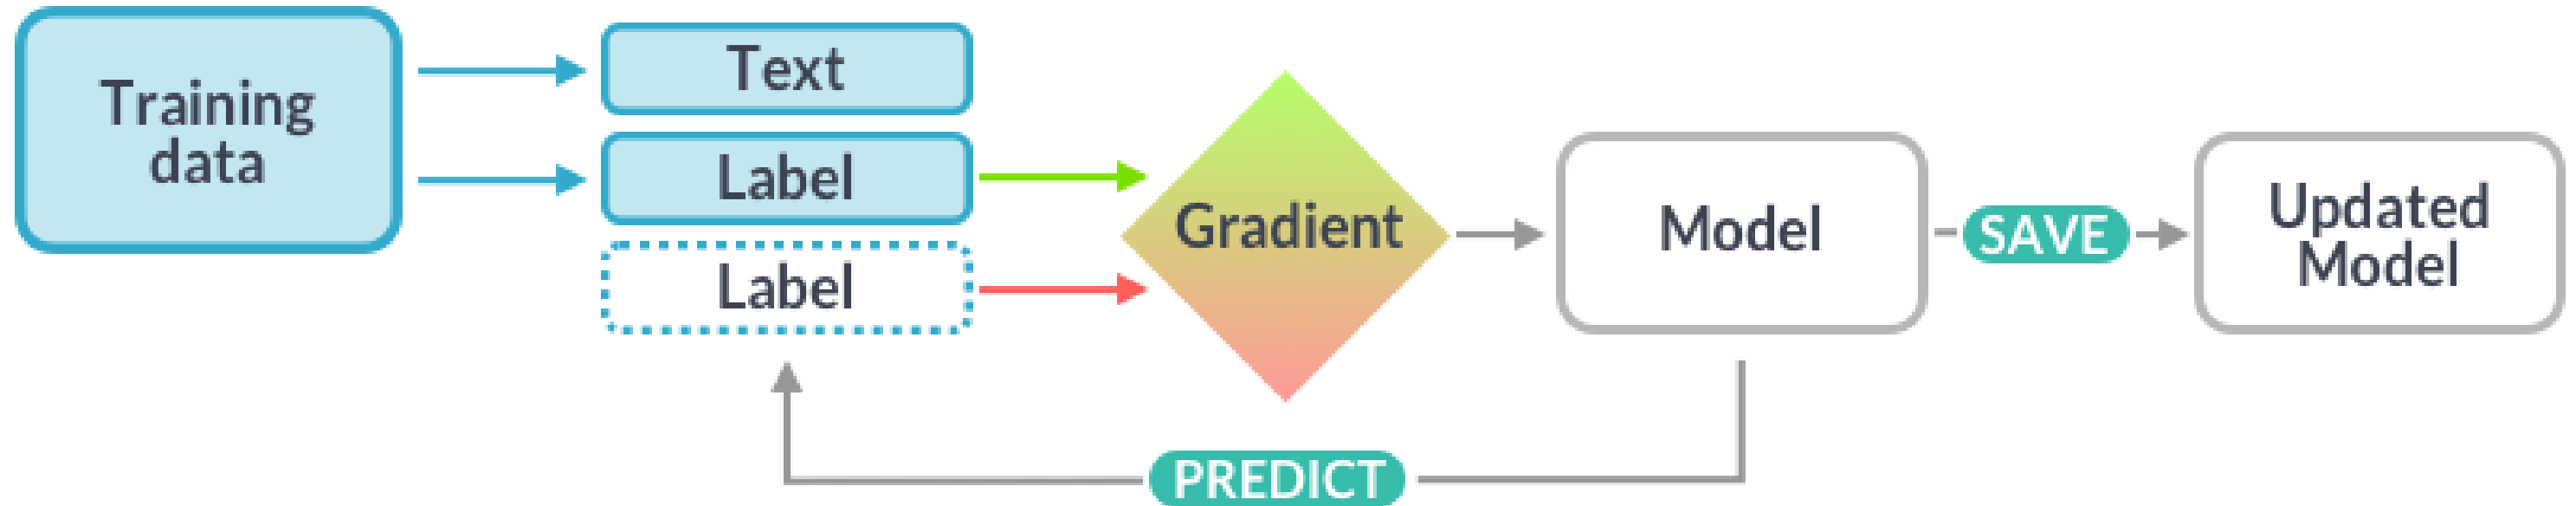 Training
data
Text
Label
Label
Gradient
Model
SAVE
Updated
Model
PREDICT